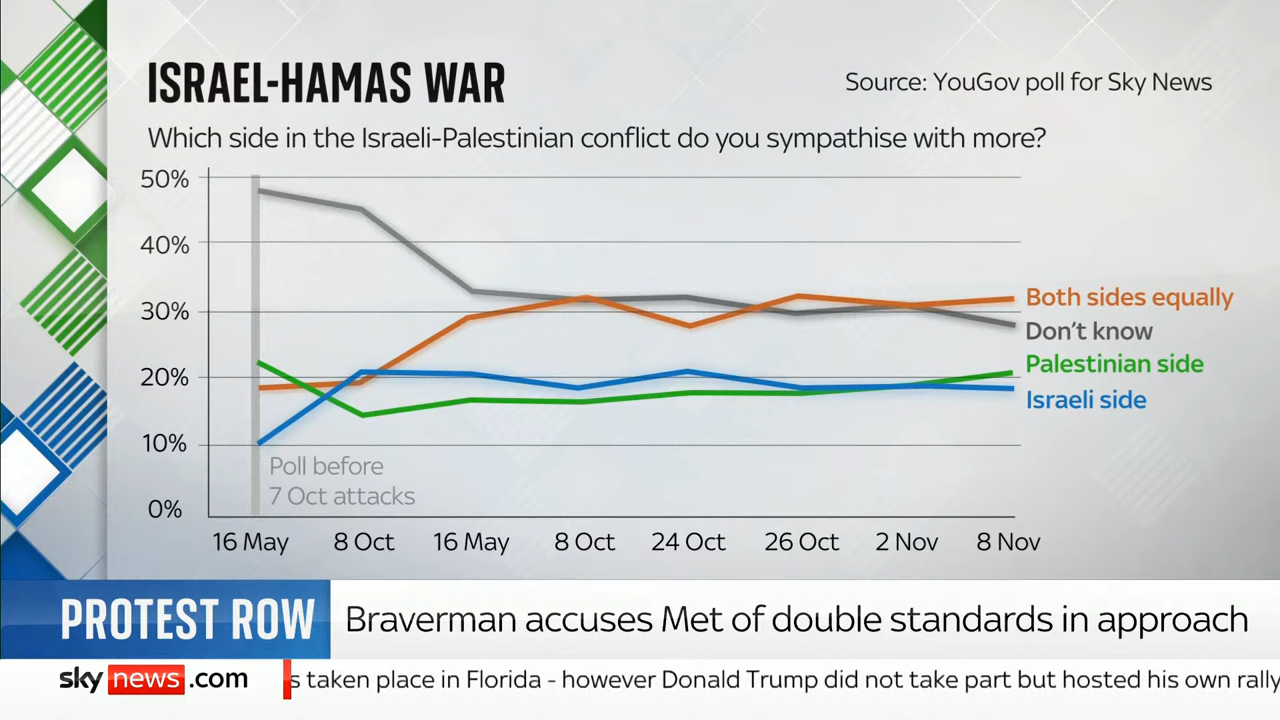 ISRAEL-HAMAS WAR
Source: YouGov poll for Sky News
Which side in the Israeli-Palestinian conflict do you sympathise with more?
50%
40%
30%
20%
10%
0%
Both sides equally
Don't know
Palestinian side
Israeli side
Poll before
7 Oct attacks
16 May 8 Oct 16 May 8 Oct 24 Oct 26 Oct 2 Nov 8 Nov
PROTEST ROW
Braverman accuses Met of double standards in approach
sky news.com
s taken place in Florida - however Donald Trump did not take part but hosted his own rally